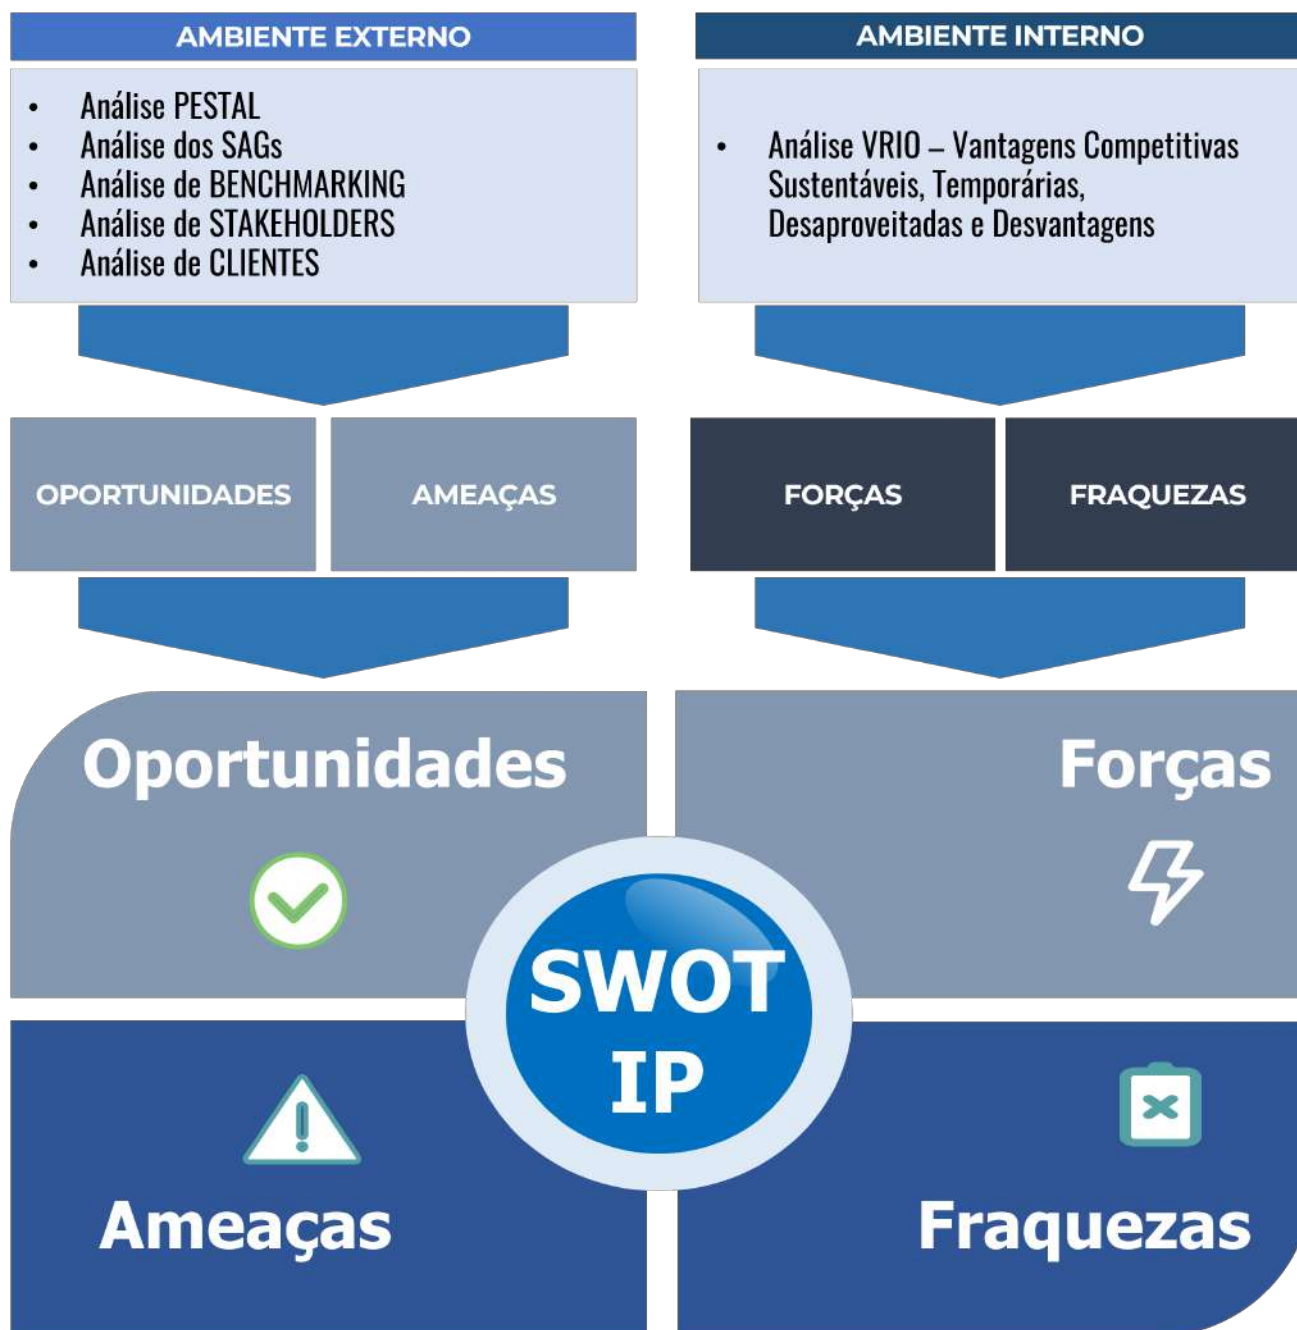 AMBIENTE EXTERNO
• Análise PESTAL
• Análise dos SAGs
• Análise de BENCHMARKING
• Análise de STAKEHOLDERS
• Análise de CLIENTES
AMBIENTE INTERNO
• Análise VRIO – Vantagens Competitivas
Sustentáveis, Temporárias,
Desaproveitadas e Desvantagens
OPORTUNIDADES
AMEAÇAS
FORÇAS
FRAQUEZAS
Oportunidades
Forças
SWOT
IP
Ameaças
Fraquezas